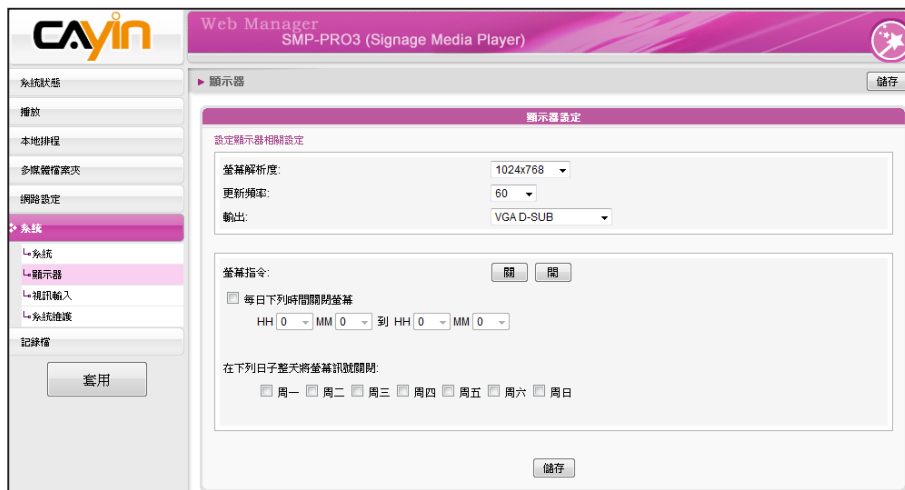 CAYIN
Web Manager
SMP-PRO3 (Signage Media Player)
系統狀態
播放
本地排程
多媒體檔案夾
網路設定
系統
系統
顯示器
視訊輸入
系統維護
記錄檔
套用
顯示器
儲存
顯示器設定
設定顯示器相關設定
螢幕解析度: 1024x768
更新頻率: 60
輸出: VGA D-SUB
螢幕指令: 關 開
每日下列時間關閉螢幕
HH 0 MM 0 到 HH 0 MM 0
在下列日子整天將螢幕訊號關閉:
周一 周二 周三 周四 周五 周六 周日
儲存